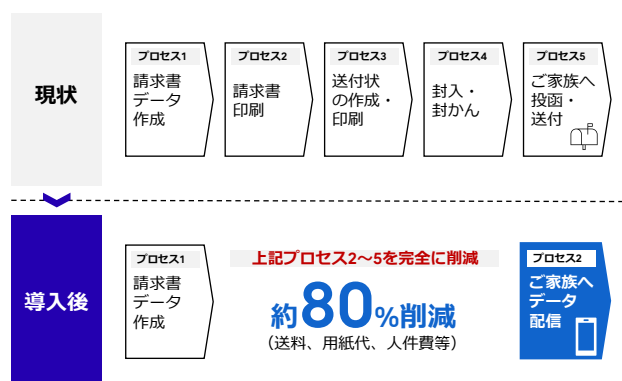 現状
プロセス1
請求書
データ
作成
プロセス2
請求書
印刷
プロセス3
送付状
の作成・
印刷
プロセス4
封入・
封かん
プロセス5
ご家族へ
投函・
送付
導入後
プロセス1
請求書
データ
作成
上記プロセス2～5を完全に削減
約80%削減
（送料、用紙代、人件費等）
プロセス2
ご家族へ
データ
配信